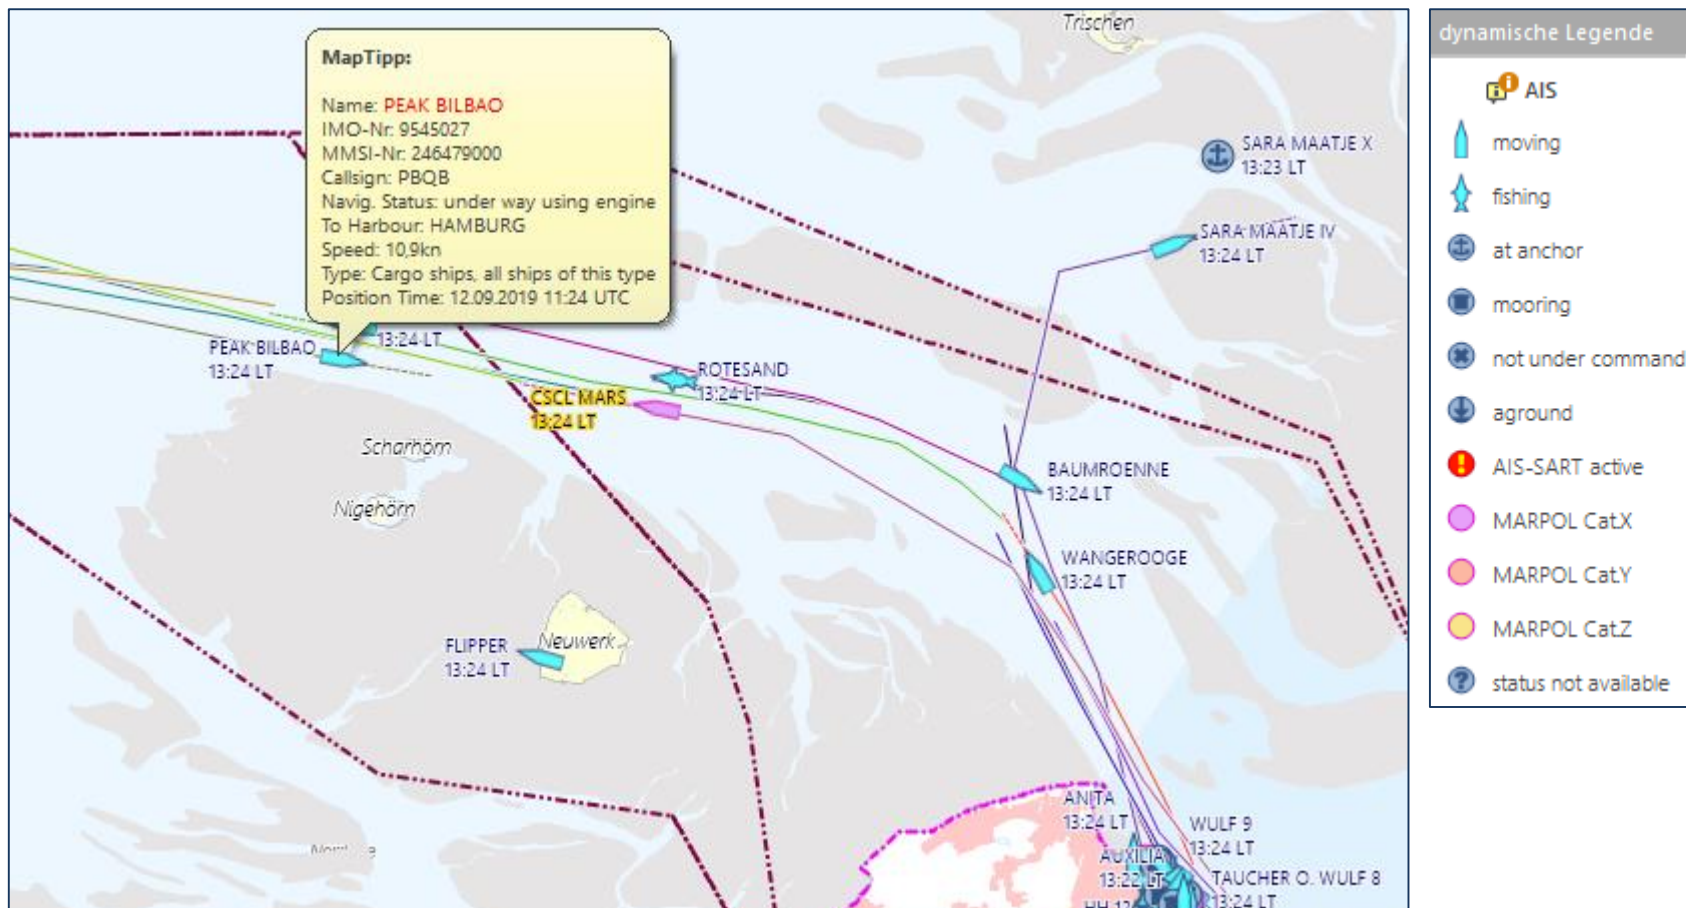 Trischen
MapTipp:
Name: PEAK BILBAO
IMO-Nr: 9545027
MMSI-Nr: 246479000
Callsign: PBQB
Navig. Status: under way using engine
To Harbour: HAMBURG
Speed: 10,9kn
Type: Cargo ships, all ships of this type
Position Time: 12.09.2019 11:24 UTC
SARA MAATJE X
13:23 LT
SARA MAATJE IV
13:24 LT
13:24 LT
PEAK BILBAO
13:24 LT
ROTESAND
13:24 LT
CSCL MARS
13:24 LT
Scharhörn
Nigehörn
BAUMROENNE
13:24 LT
WANGEROOGE
13:24 LT
FLIPPER
13:24 LT
Neuwerk
ANITA
13:24 LT
WULF 9
13:24 LT
AUXILIA
13:22 LT
TAUCHER O. WULF 8
13:24 LT
dynamische Legende
AIS
moving
fishing
at anchor
mooring
not under command
aground
AIS-SART active
MARPOL Cat.X
MARPOL Cat.Y
MARPOL Cat.Z
status not available